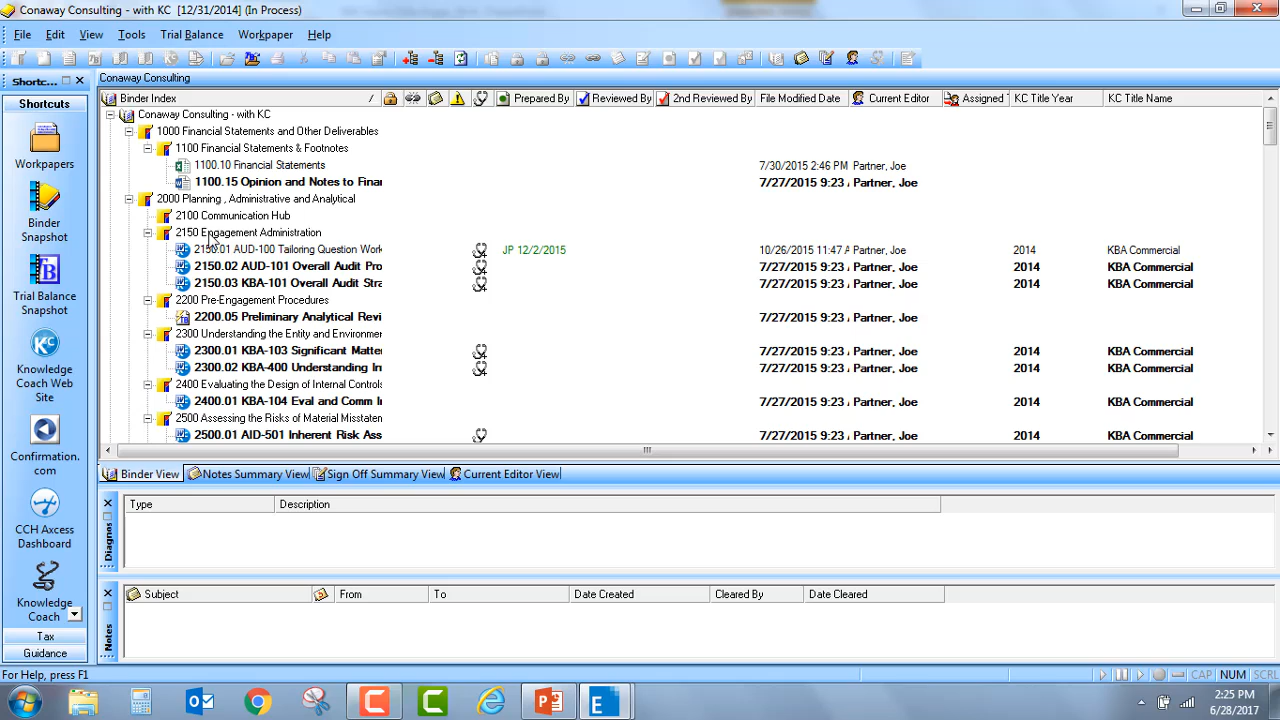 Conaway Consulting - with KC [12/31/2014] (In Process)
File Edit View Tools Trial Balance Workpaper Help
Shortc...
Conaway Consulting
Shortcuts
Workpapers
Binder
Snapshot
Trial Balance
Snapshot
Knowledge
Coach Web
Site
Confirmation.
com
CCH Axcess
Dashboard
Knowledge
Coach
Tax
Guidance
Binder Index / Prepared By Reviewed By 2nd Reviewed By File Modified Date Current Editor Assigned KC Title Year KC Title Name
Conaway Consulting - with KC
1000 Financial Statements and Other Deliverables
1100 Financial Statements & Footnotes
1100.10 Financial Statements 7/30/2015 2:46 PM Partner, Joe
1100.15 Opinion and Notes to Finar 7/27/2015 9:23 Partner, Joe
2000 Planning , Administrative and Analytical
2100 Communication Hub
2150 Engagement Administration
2150.01 AUD-100 Tailoring Question Work JP 12/2/2015 10/26/2015 11:47 Partner, Joe 2014 KBA Commercial
2150.02 AUD-101 Overall Audit Pro 7/27/2015 9:23 Partner, Joe 2014 KBA Commercial
2150.03 KBA-101 Overall Audit Stra 7/27/2015 9:23 Partner, Joe 2014 KBA Commercial
2200 Pre-Engagement Procedures
2200.05 Preliminary Analytical Revi 7/27/2015 9:23 Partner, Joe
2300 Understanding the Entity and Environmer
2300.01 KBA-103 Significant Matte 7/27/2015 9:23 Partner, Joe 2014 KBA Commercial
2300.02 KBA-400 Understanding In 7/27/2015 9:23 Partner, Joe 2014 KBA Commercial
2400 Evaluating the Design of Internal Controls
2400.01 KBA-104 Eval and Comm I 7/27/2015 9:23 Partner, Joe 2014 KBA Commercial
2500 Assessing the Risks of Material Misstaten
2500.01 AID-501 Inherent Risk Ass 7/27/2015 9:23 Partner, Joe 2014 KBA Commercial
Binder View Notes Summary View Sign Off Summary View Current Editor View
Diagnos
Type Description
Notes
Subject From To Date Created Cleared By Date Cleared
For Help, press F1
CAP NUM SCRL
2:25 PM
6/28/2017